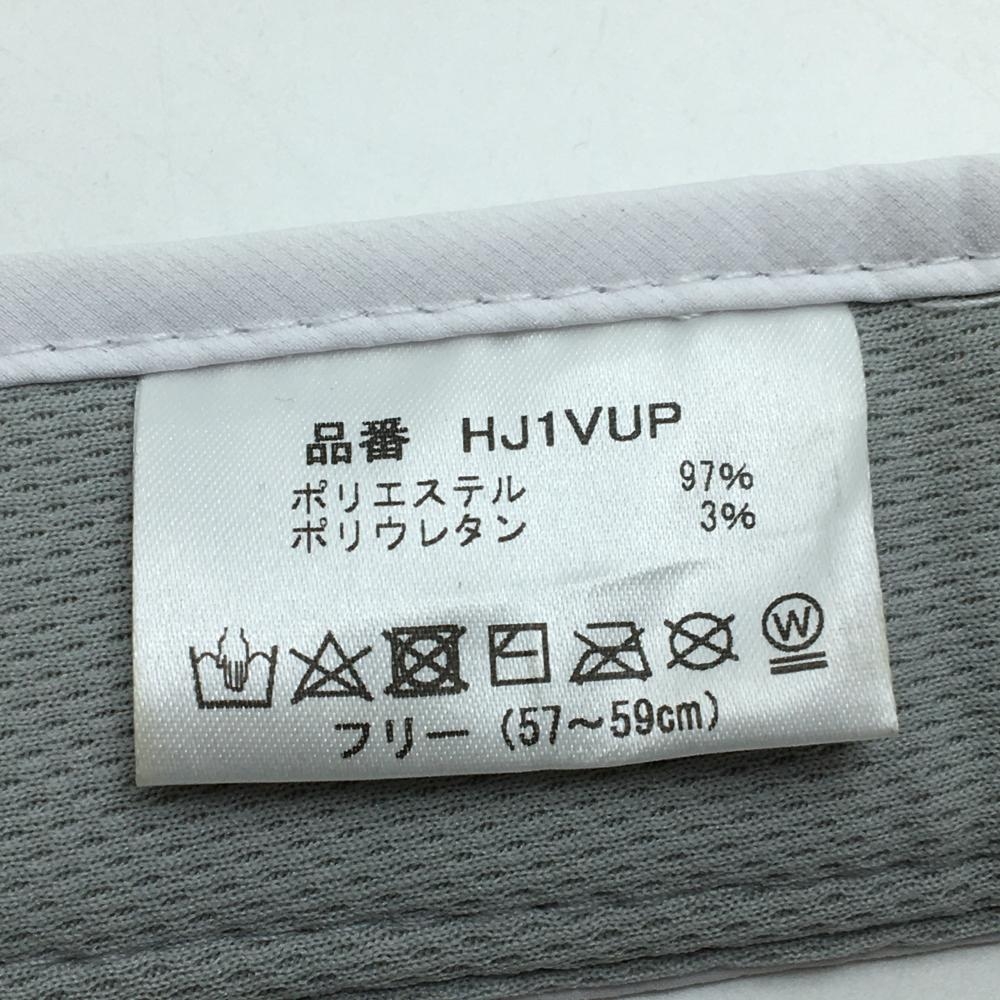 品番 HJ1VUP
ポリエステル 97%
ポリウレタン 3%
W
フリー (57～59cm)